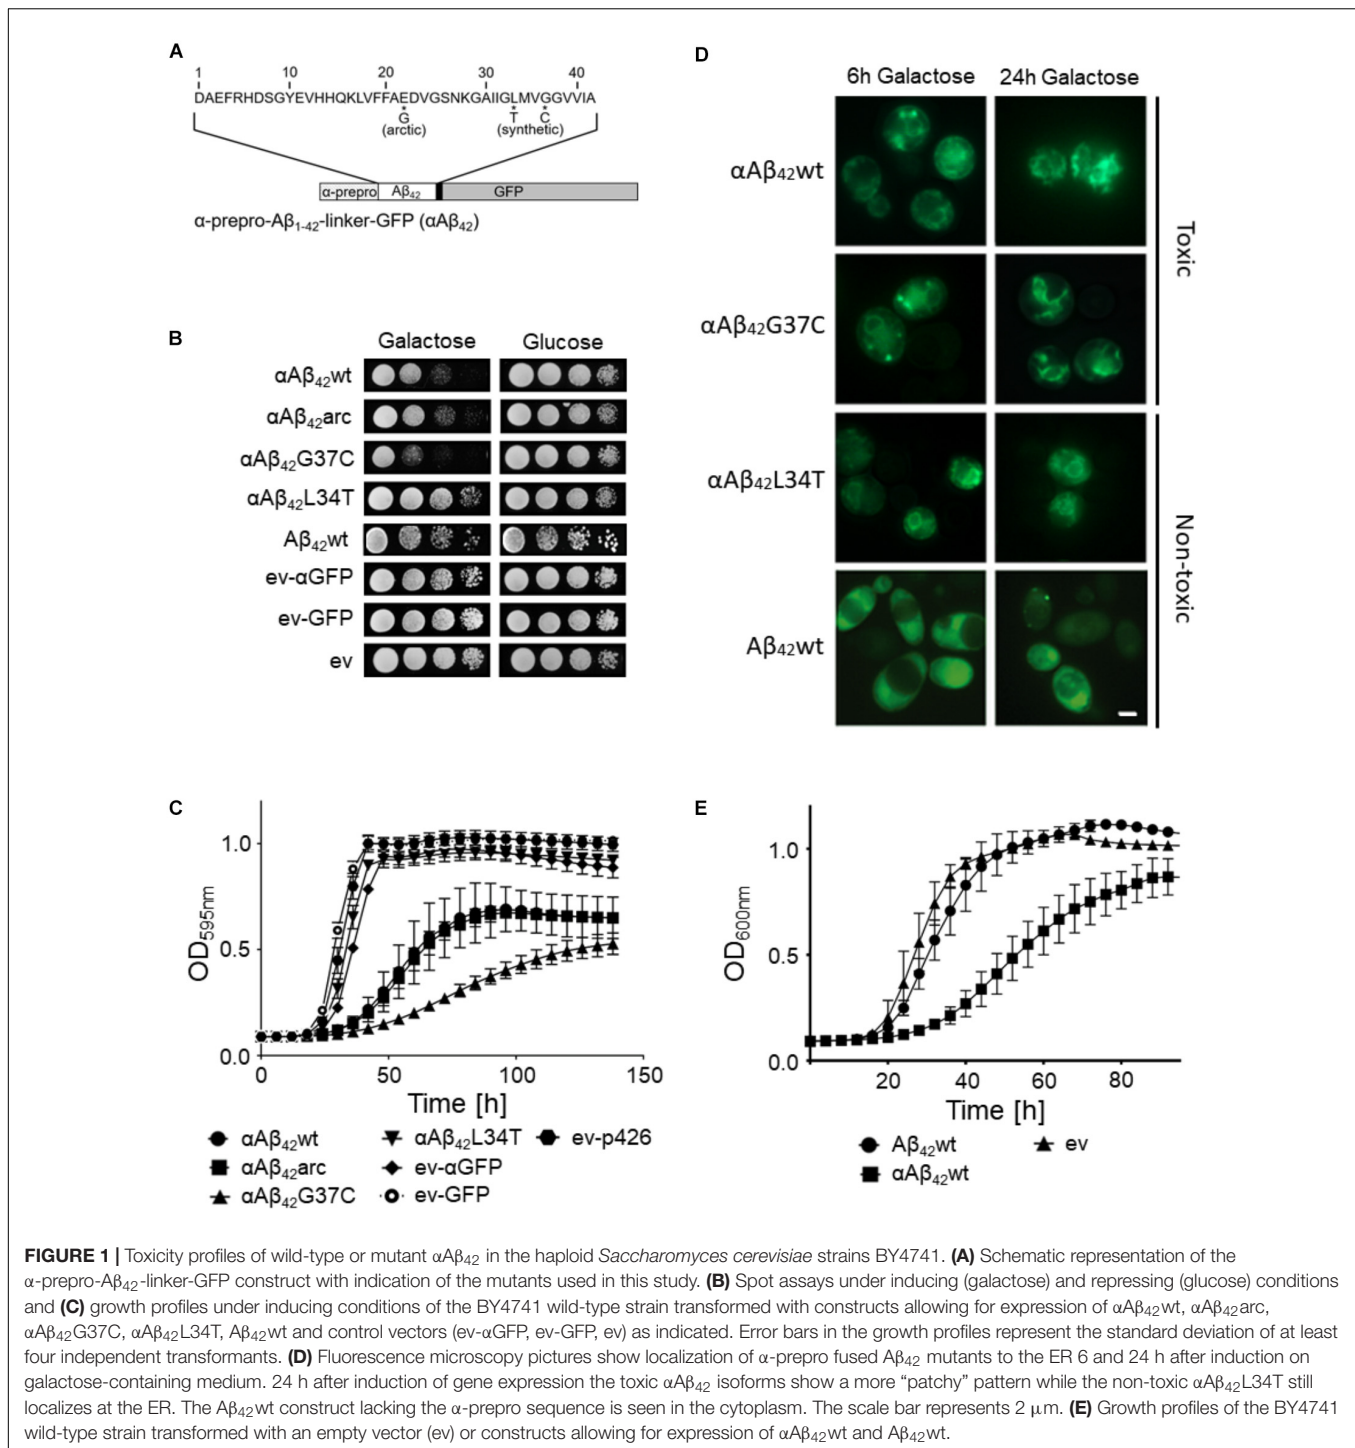 A
1 10 20 30 40
DAEFRHDSGYEVHHQKLVFFAEDVGSNKGAIIGLMVGGVVIA
* * *
G T C
(arctic) (synthetic)
α-prepro Aβ42 GFP
α-prepro-Aβ1-42-linker-GFP (αAβ42)
B
Galactose Glucose
αAβ42wt
αAβ42arc
αAβ42G37C
αAβ42L34T
Aβ42wt
ev-αGFP
ev-GFP
ev
D
6h Galactose 24h Galactose
αAβ42wt
αAβ42G37C
αAβ42L34T
Aβ42wt
Toxic
Non-toxic
C
OD595nm
1.0
0.5
0.0
0 50 100 150
Time [h]
αAβ42wt αAβ42L34T ev-p426
αAβ42arc ev-αGFP
αAβ42G37C ev-GFP
E
OD600nm
1.0
0.5
0.0
20 40 60 80
Time [h]
Aβ42wt ev
αAβ42wt
FIGURE 1 | Toxicity profiles of wild-type or mutant αAβ42 in the haploid Saccharomyces cerevisiae strains BY4741. (A) Schematic representation of the
α-prepro-Aβ42-linker-GFP construct with indication of the mutants used in this study. (B) Spot assays under inducing (galactose) and repressing (glucose) conditions
and (C) growth profiles under inducing conditions of the BY4741 wild-type strain transformed with constructs allowing for expression of αAβ42wt, αAβ42arc,
αAβ42G37C, αAβ42L34T, Aβ42wt and control vectors (ev-αGFP, ev-GFP, ev) as indicated. Error bars in the growth profiles represent the standard deviation of at least
four independent transformants. (D) Fluorescence microscopy pictures show localization of α-prepro fused Aβ42 mutants to the ER 6 and 24 h after induction on
galactose-containing medium. 24 h after induction of gene expression the toxic αAβ42 isoforms show a more “patchy” pattern while the non-toxic αAβ42L34T still
localizes at the ER. The Aβ42wt construct lacking the α-prepro sequence is seen in the cytoplasm. The scale bar represents 2 μm. (E) Growth profiles of the BY4741
wild-type strain transformed with an empty vector (ev) or constructs allowing for expression of αAβ42wt and Aβ42wt.